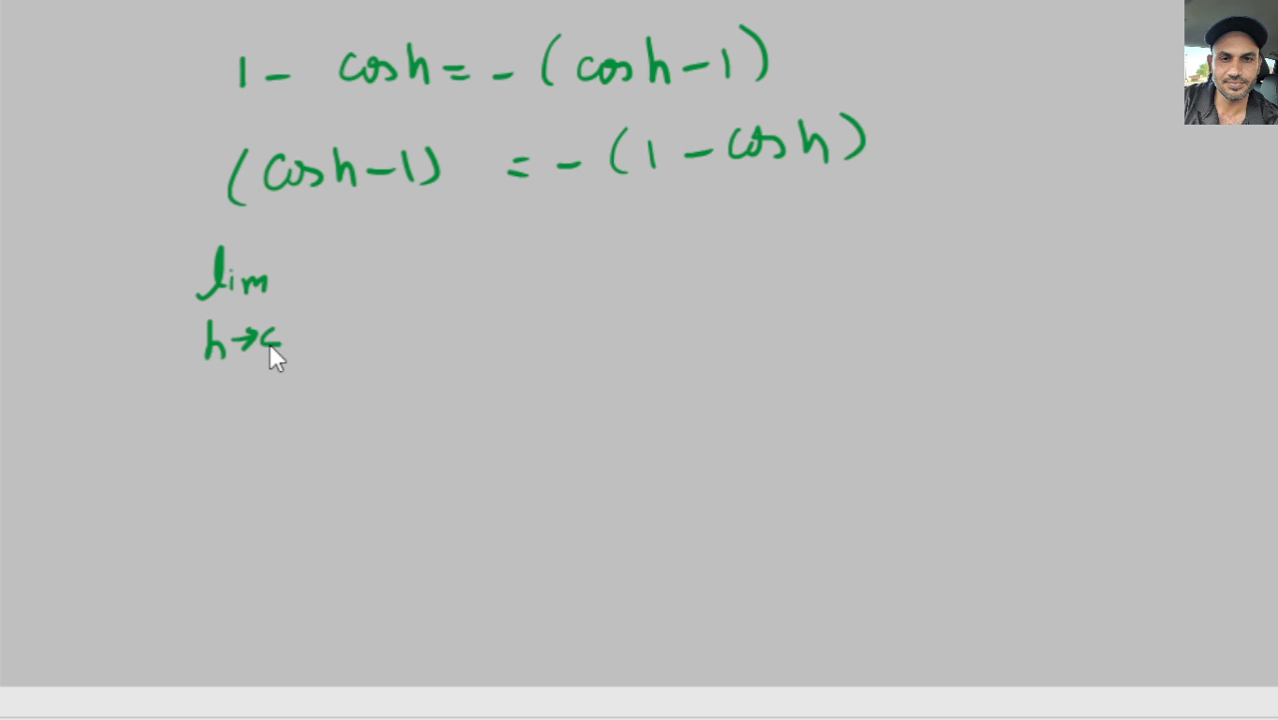 1 - cosh = - (cosh - 1)
(cosh - 1) = - (1 - cosh)
lim
h →